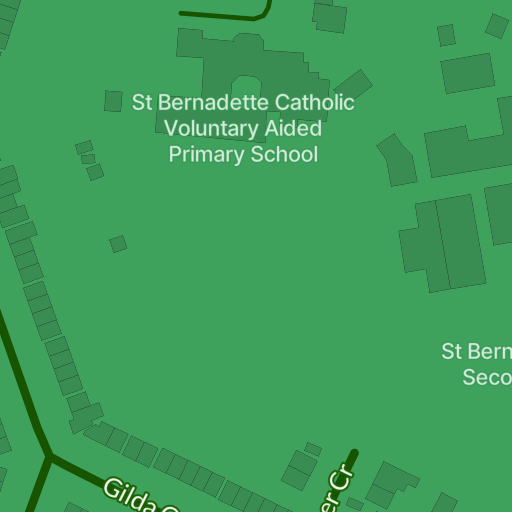 St Bernadette Catholic
Voluntary Aided
Primary School
St Bern
Seco
Gilda
er Cr